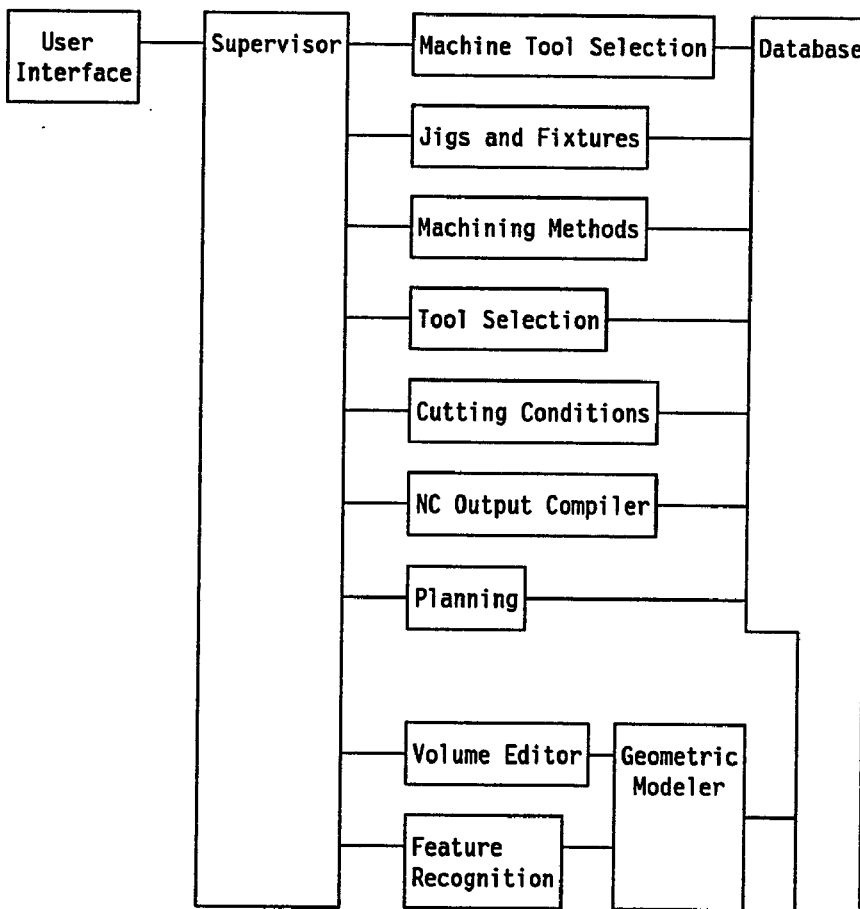 User
Interface
Supervisor
Machine Tool Selection
Database
Jigs and Fixtures
Machining Methods
Tool Selection
Cutting Conditions
NC Output Compiler
Planning
Volume Editor
Geometric
Modeler
Feature
Recognition